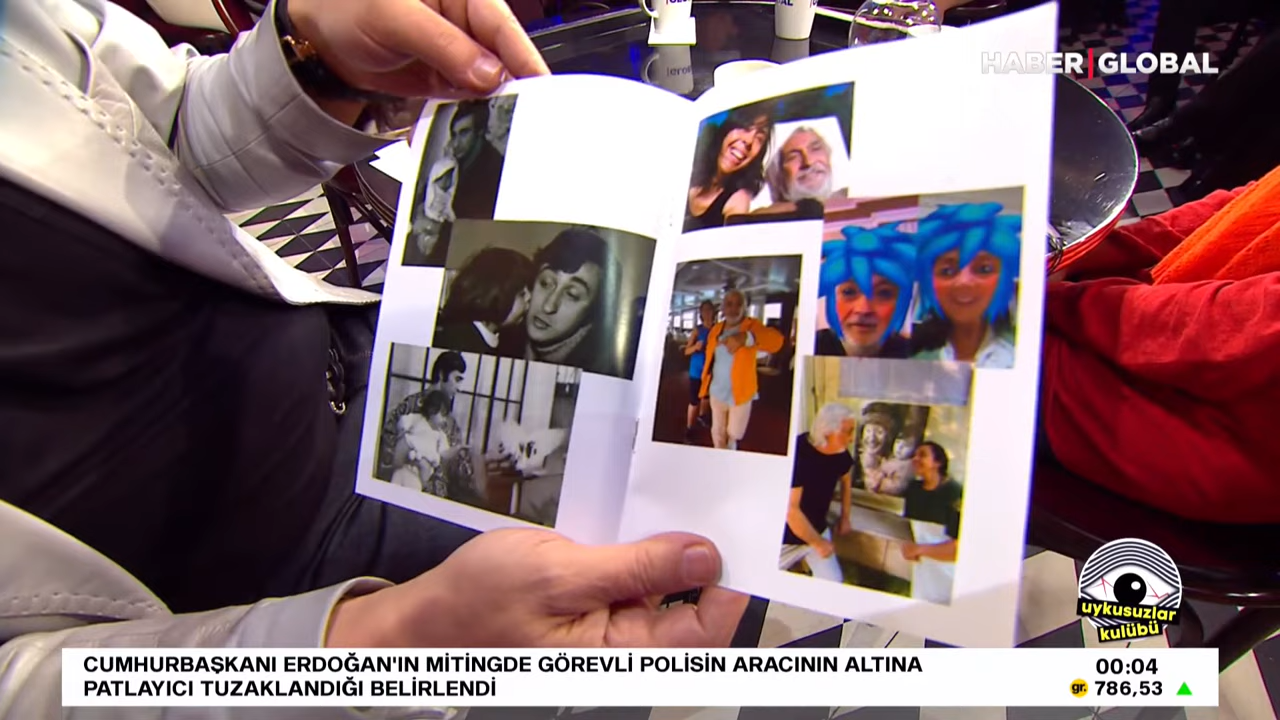 HABER GLOBAL
uykusuzlar
kulübü
CUMHURBAŞKANI ERDOĞAN'IN MİTİNGDE GÖREVLİ POLİSİN ARACININ ALTINA
PATLAYICI TUZAKLANDIĞI BELİRLENDİ
00:04
gr. 786,53